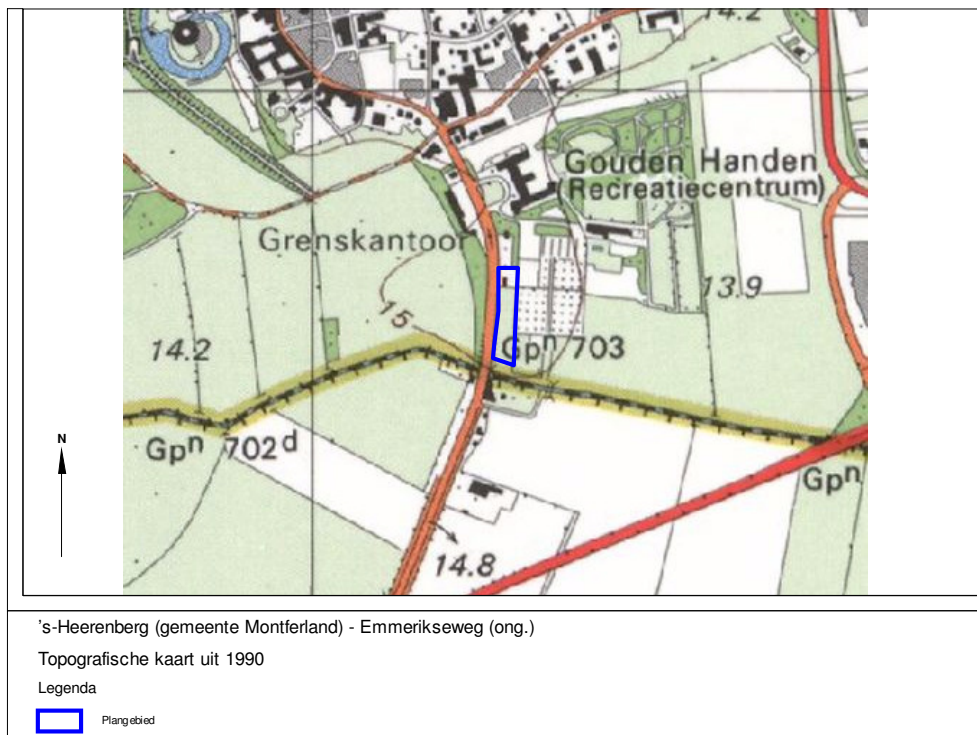 14.2
Gouden Handen
(Recreatiecentrum)
Grenskantoor
13.9
15
14.2
Gpⁿ 703
Gpⁿ 702ᵈ
Gpⁿ
N
14.8
's-Heerenberg (gemeente Montferland) - Emmerikseweg (ong.)
Topografische kaart uit 1990
Legenda
Plangebied